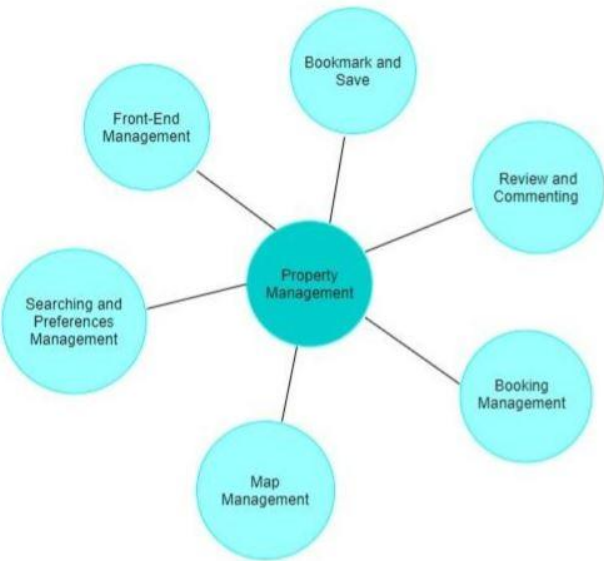 Bookmark and
Save
Front-End
Management
Review and
Commenting
Property
Management
Searching and
Preferences
Management
Booking
Management
Map
Management